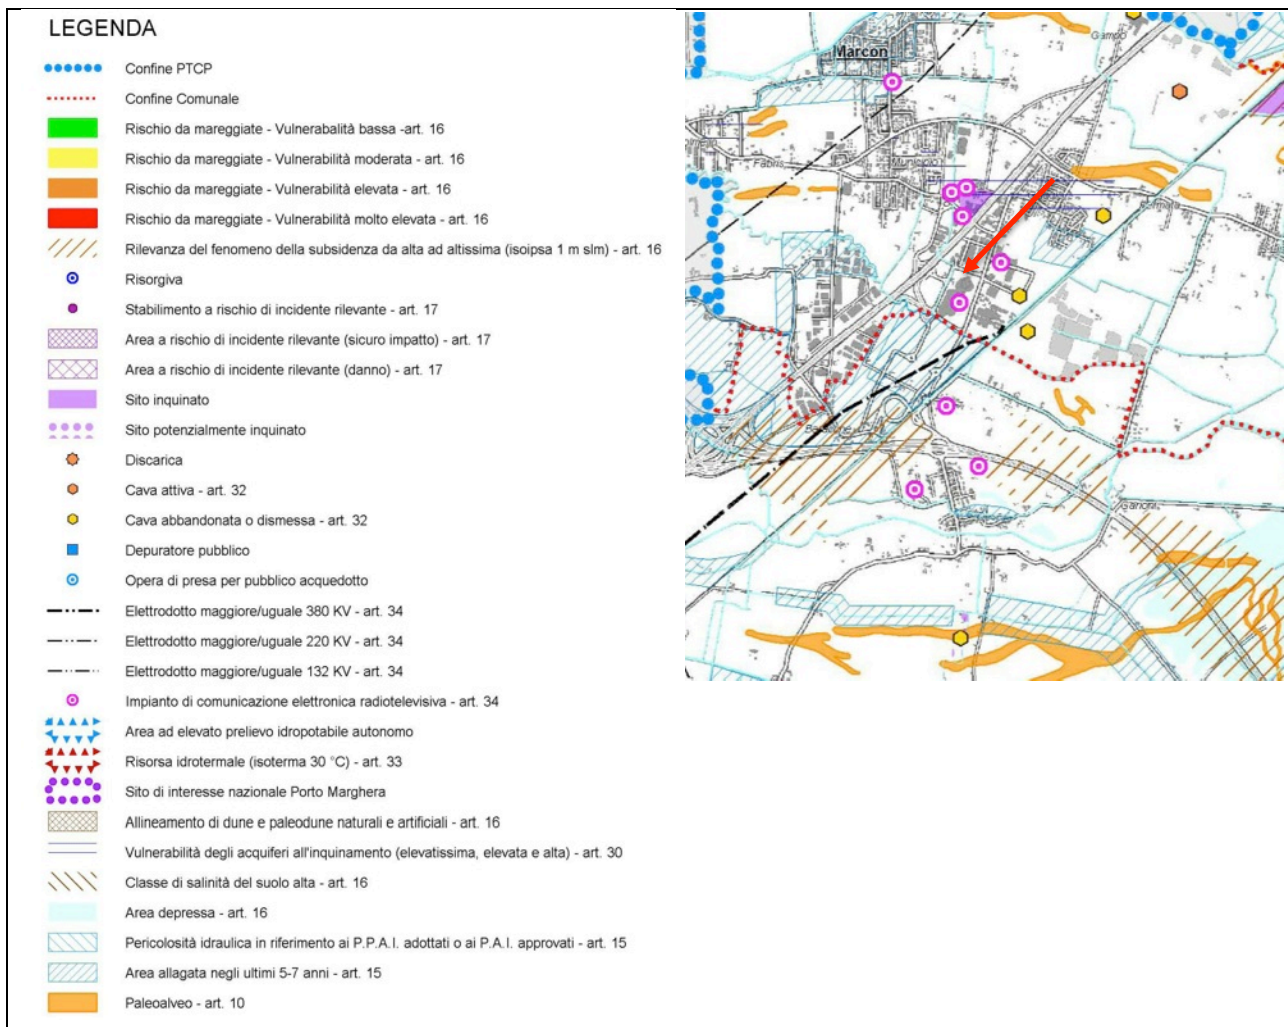 LEGENDA
Confine PTCP
Confine Comunale
Rischio da mareggiate - Vulnerabalità bassa -art. 16
Rischio da mareggiate - Vulnerabilità moderata - art. 16
Rischio da mareggiate - Vulnerabilità elevata - art. 16
Rischio da mareggiate - Vulnerabilità molto elevata - art. 16
Rilevanza del fenomeno della subsidenza da alta ad altissima (isoipsa 1 m slm) - art. 16
Risorgiva
Stabilimento a rischio di incidente rilevante - art. 17
Area a rischio di incidente rilevante (sicuro impatto) - art. 17
Area a rischio di incidente rilevante (danno) - art. 17
Sito inquinato
Sito potenzialmente inquinato
Discarica
Cava attiva - art. 32
Cava abbandonata o dismessa - art. 32
Depuratore pubblico
Opera di presa per pubblico acquedotto
Elettrodotto maggiore/uguale 380 KV - art. 34
Elettrodotto maggiore/uguale 220 KV - art. 34
Elettrodotto maggiore/uguale 132 KV - art. 34
Impianto di comunicazione elettronica radiotelevisiva - art. 34
Area ad elevato prelievo idropotabile autonomo
Risorsa idrotermale (isoterma 30 °C) - art. 33
Sito di interesse nazionale Porto Marghera
Allineamento di dune e paleodune naturali e artificiali - art. 16
Vulnerabilità degli acquiferi all'inquinamento (elevatissima, elevata e alta) - art. 30
Classe di salinità del suolo alta - art. 16
Area depressa - art. 16
Pericolosità idraulica in riferimento ai P.P.A.I. adottati o ai P.A.I. approvati - art. 15
Area allagata negli ultimi 5-7 anni - art. 15
Paleoalveo - art. 10
Marcon
Fabris
Municipio